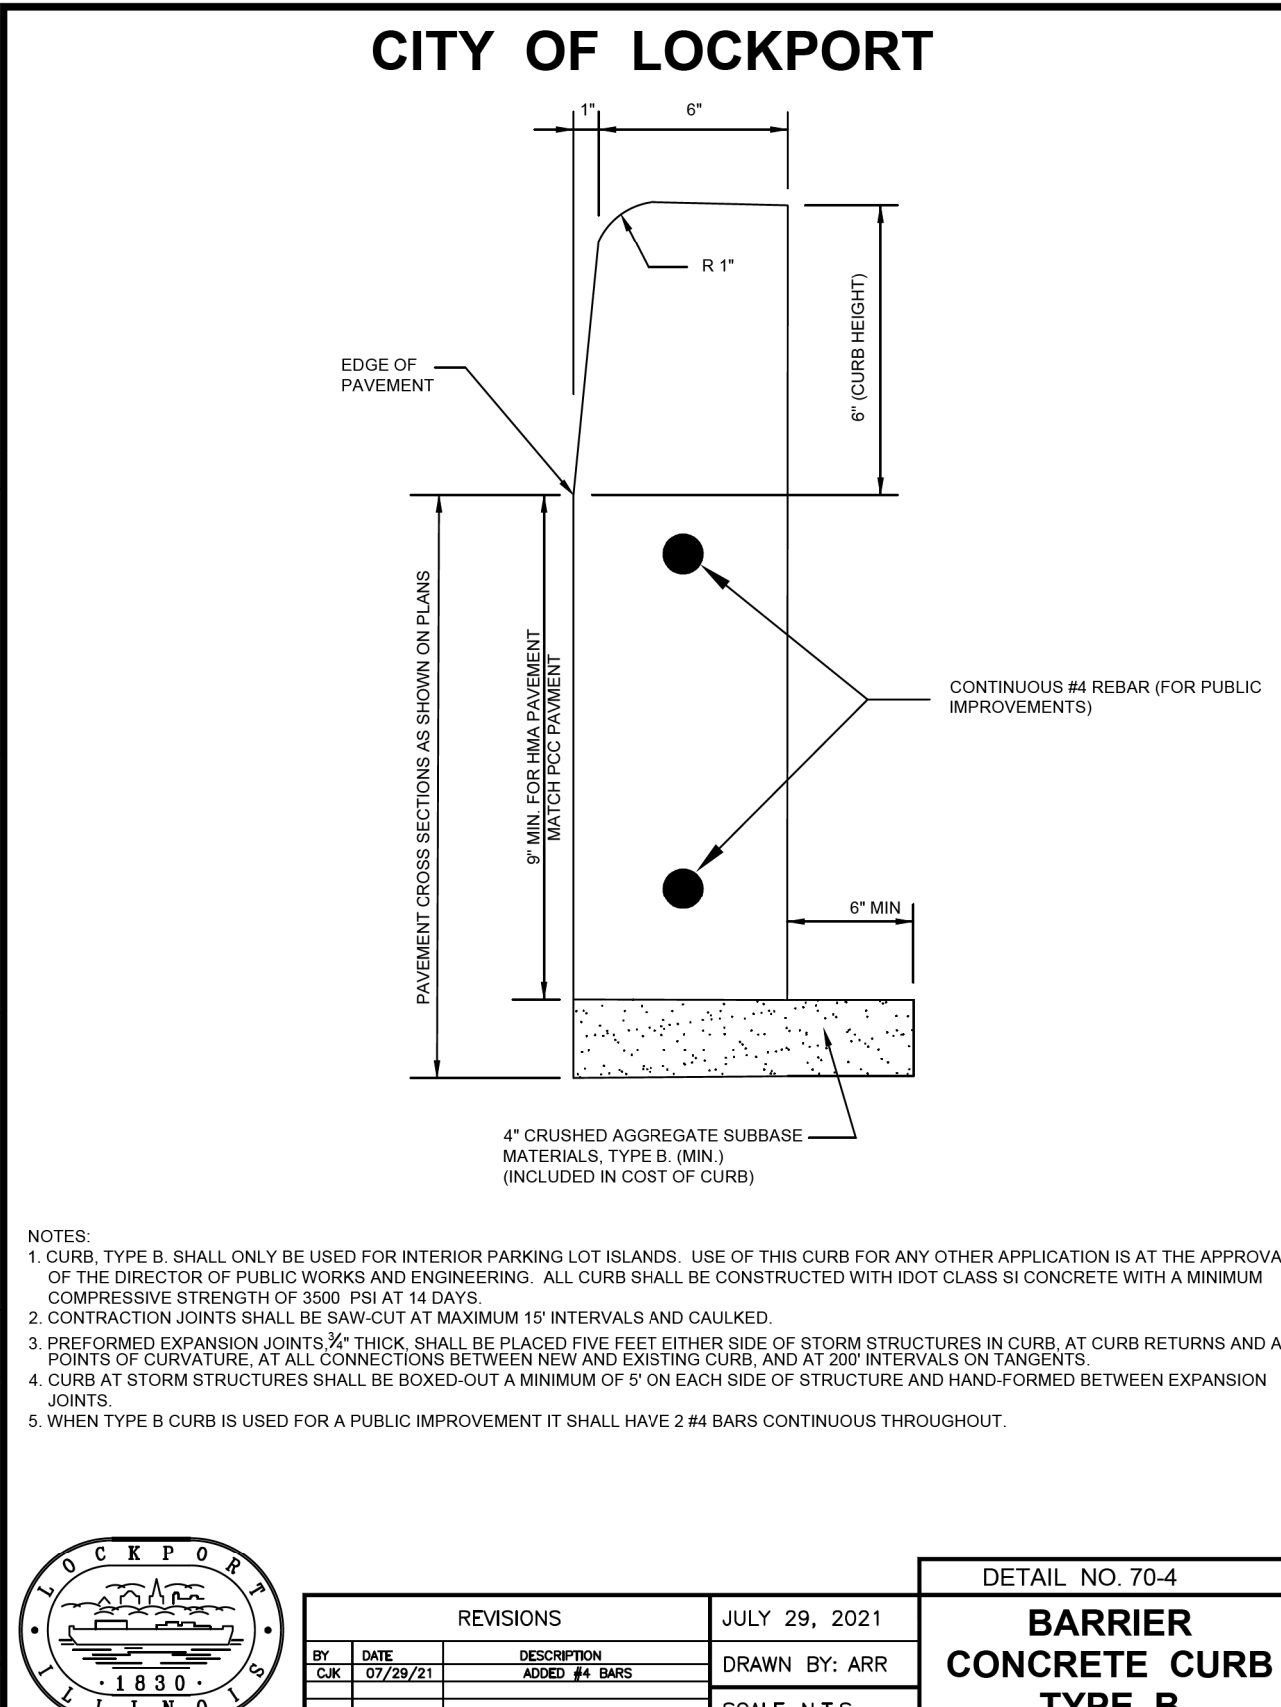 CITY OF LOCKPORT
1"
6"
R 1"
6" (CURB HEIGHT)
EDGE OF
PAVEMENT
PAVEMENT CROSS SECTIONS AS SHOWN ON PLANS
9" MIN. FOR HMA PAVEMENT
MATCH PCC PAVMENT
CONTINUOUS #4 REBAR (FOR PUBLIC
IMPROVEMENTS)
6" MIN
4" CRUSHED AGGREGATE SUBBASE
MATERIALS, TYPE B. (MIN.)
(INCLUDED IN COST OF CURB)
NOTES:
1. CURB, TYPE B. SHALL ONLY BE USED FOR INTERIOR PARKING LOT ISLANDS. USE OF THIS CURB FOR ANY OTHER APPLICATION IS AT THE APPROVA
OF THE DIRECTOR OF PUBLIC WORKS AND ENGINEERING. ALL CURB SHALL BE CONSTRUCTED WITH IDOT CLASS SI CONCRETE WITH A MINIMUM
COMPRESSIVE STRENGTH OF 3500 PSI AT 14 DAYS.
2. CONTRACTION JOINTS SHALL BE SAW-CUT AT MAXIMUM 15' INTERVALS AND CAULKED.
3. PREFORMED EXPANSION JOINTS,¾" THICK, SHALL BE PLACED FIVE FEET EITHER SIDE OF STORM STRUCTURES IN CURB, AT CURB RETURNS AND A
POINTS OF CURVATURE, AT ALL CONNECTIONS BETWEEN NEW AND EXISTING CURB, AND AT 200' INTERVALS ON TANGENTS.
4. CURB AT STORM STRUCTURES SHALL BE BOXED-OUT A MINIMUM OF 5' ON EACH SIDE OF STRUCTURE AND HAND-FORMED BETWEEN EXPANSION
JOINTS.
5. WHEN TYPE B CURB IS USED FOR A PUBLIC IMPROVEMENT IT SHALL HAVE 2 #4 BARS CONTINUOUS THROUGHOUT.
LOCKPORT
· 1830 ·
ILLINOIS
REVISIONS
BY DATE DESCRIPTION
CJK 07/29/21 ADDED #4 BARS
JULY 29, 2021
DRAWN BY: ARR
SCALE N.T.S.
DETAIL NO. 70-4
BARRIER
CONCRETE CURB
TYPE B